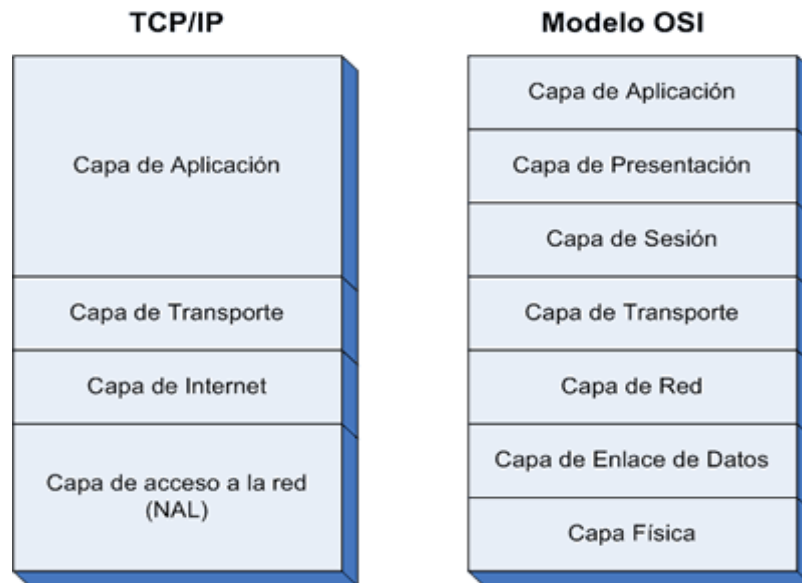 TCP/IP
Capa de Aplicación
Capa de Transporte
Capa de Internet
Capa de acceso a la red
(NAL)
Modelo OSI
Capa de Aplicación
Capa de Presentación
Capa de Sesión
Capa de Transporte
Capa de Red
Capa de Enlace de Datos
Capa Física